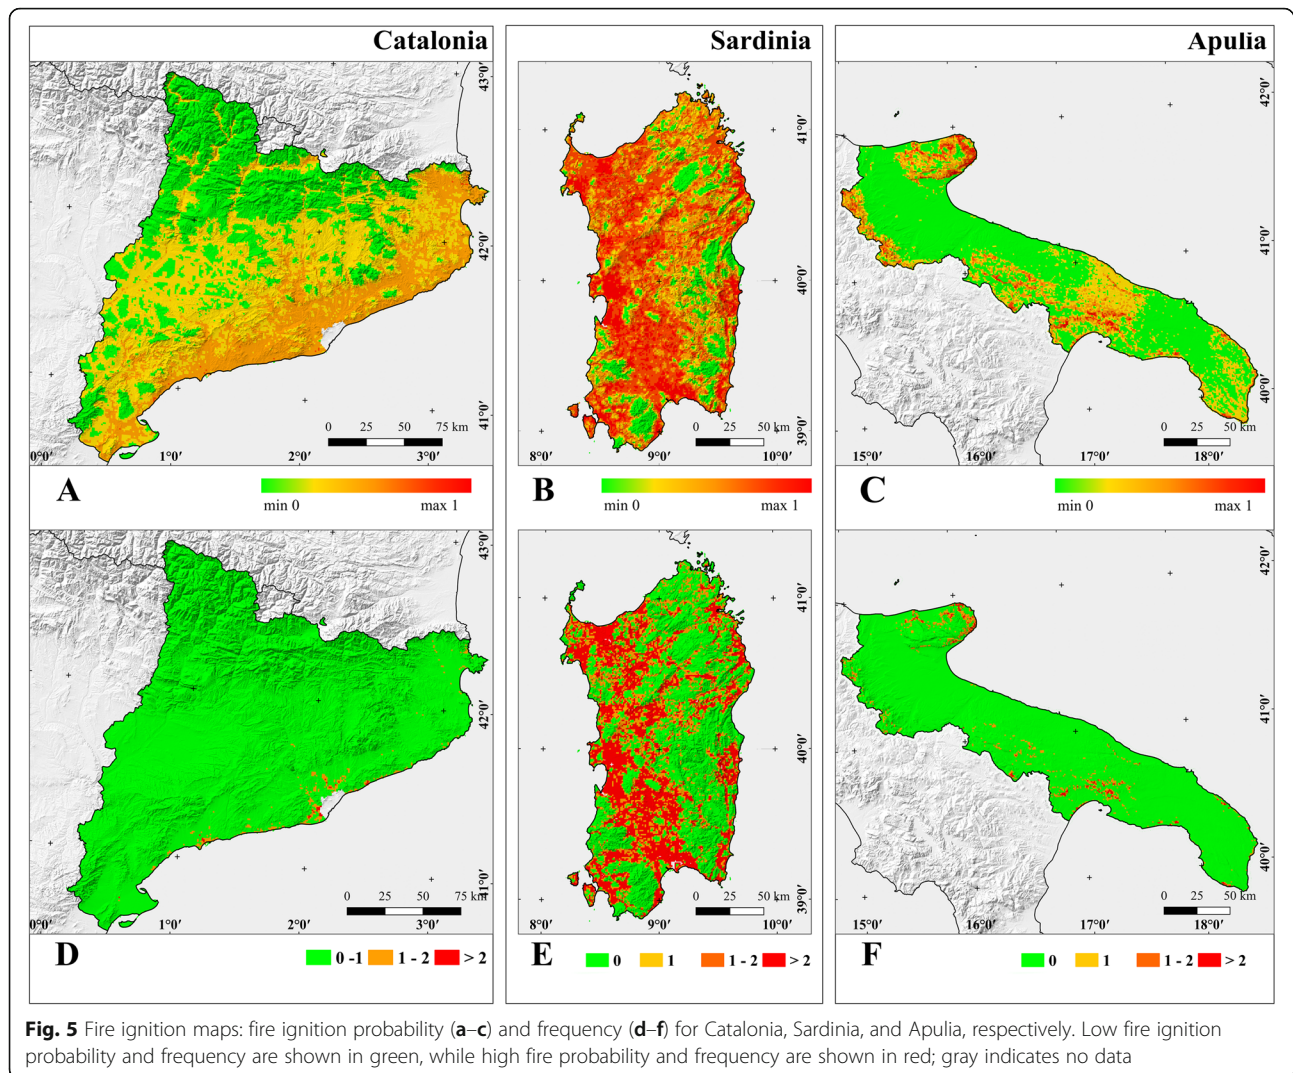 Catalonia
Sardinia
Apulia
43°0′
42°0′
41°0′
0°0′ 1°0′ 2°0′ 3°0′
0 25 50 75 km
41°0′
40°0′
39°0′
8°0′ 9°0′ 10°0′
0 25 50 km
42°0′
41°0′
40°0′
15°0′ 16°0′ 17°0′ 18°0′
0 25 50 km
A
min 0 max 1
B
min 0 max 1
C
min 0 max 1
43°0′
42°0′
41°0′
0°0′ 1°0′ 2°0′ 3°0′
0 25 50 75 km
41°0′
40°0′
39°0′
8°0′ 9°0′ 10°0′
0 25 50 km
42°0′
41°0′
40°0′
15°0′ 16°0′ 17°0′ 18°0′
0 25 50 km
D
0 -1 1 - 2 > 2
E
0 1 1 - 2 > 2
F
0 1 1 - 2 > 2
Fig. 5 Fire ignition maps: fire ignition probability (a–c) and frequency (d–f) for Catalonia, Sardinia, and Apulia, respectively. Low fire ignition
probability and frequency are shown in green, while high fire probability and frequency are shown in red; gray indicates no data